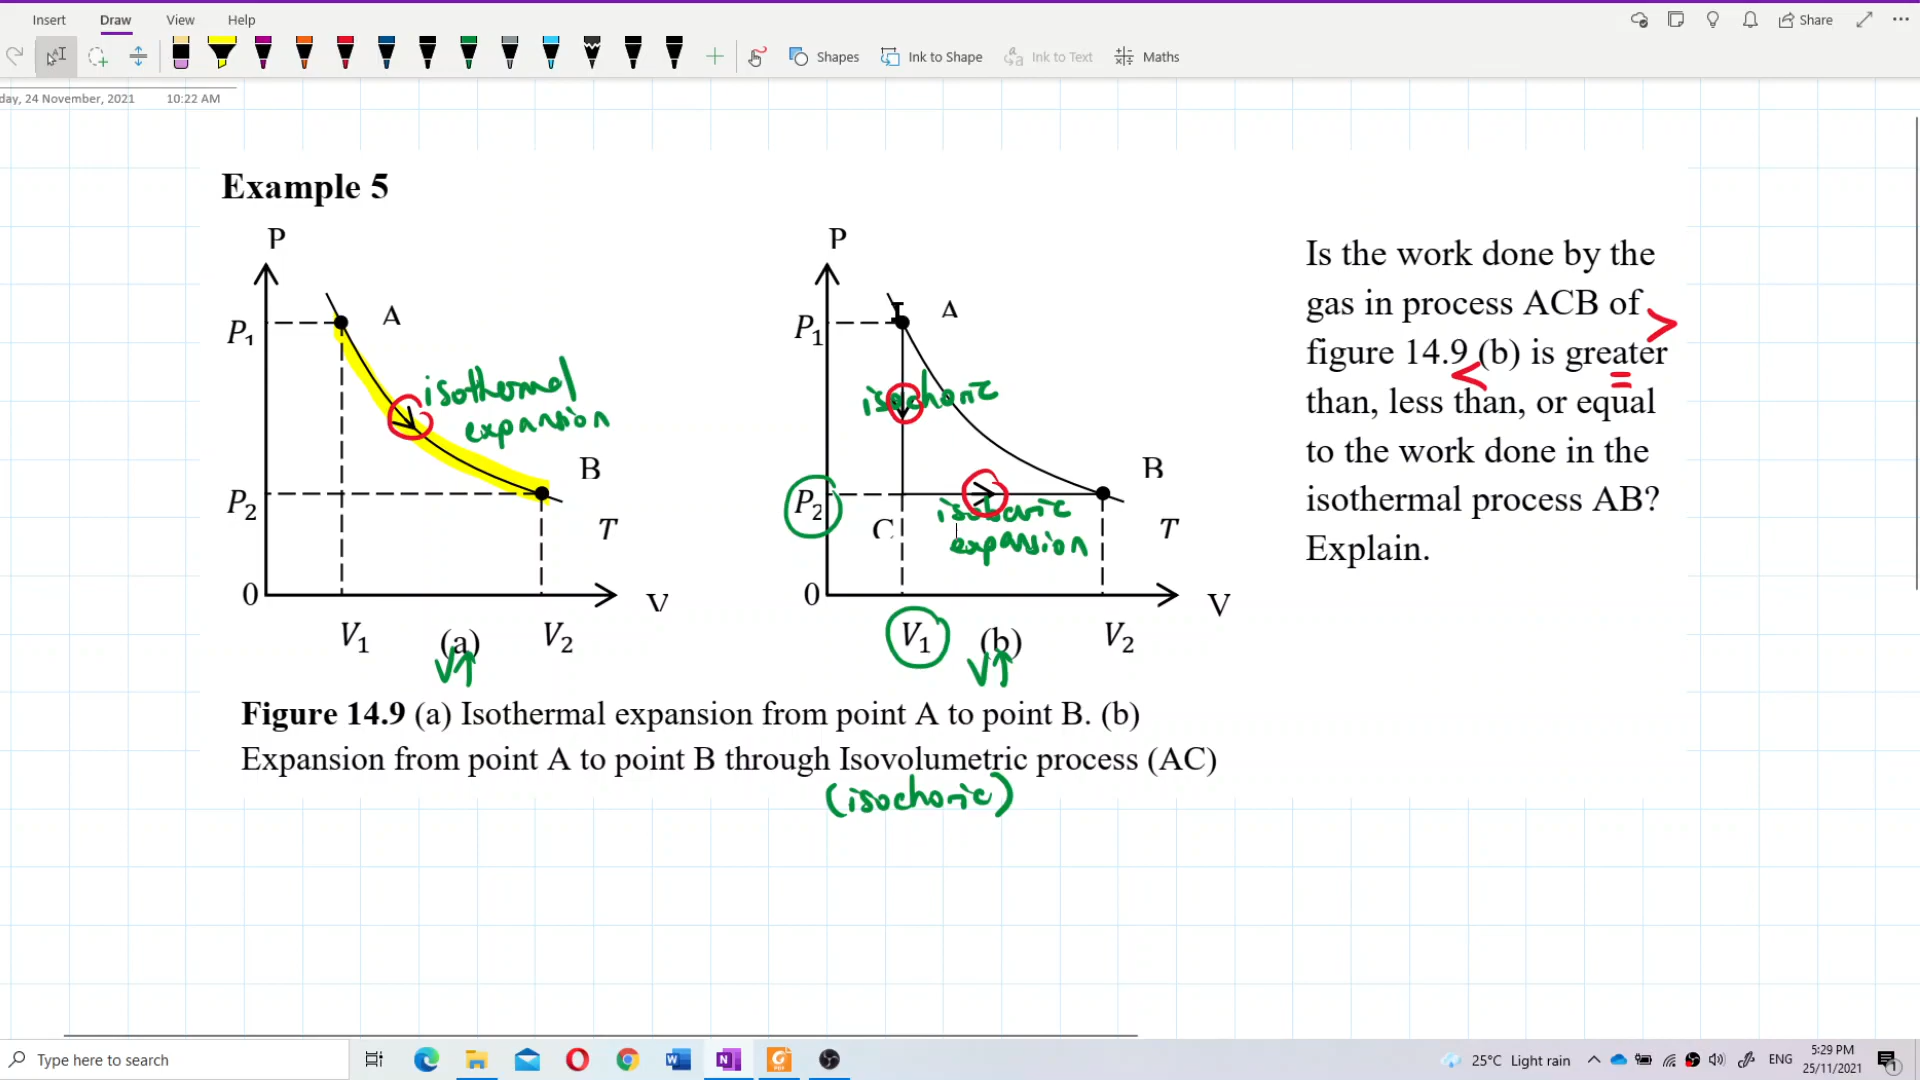 Insert Draw View Help
Share
Shapes Ink to Shape Ink to Text Maths
day, 24 November, 2021 10:22 AM
Example 5
P
P₁
A
isothermal
expansion
B
P₂
T
0
V
V₁ (a) V₂
V↑
P
P₁
A
isochoric
B
P₂
C
isobaric
expansion
T
0
V
V₁ (b) V₂
V↑
Is the work done by the
gas in process ACB of
>
figure 14.9 (b) is greater
< =
than, less than, or equal
to the work done in the
isothermal process AB?
Explain.
Figure 14.9 (a) Isothermal expansion from point A to point B. (b)
Expansion from point A to point B through Isovolumetric process (AC)
(isochoric)
Type here to search
25°C Light rain
ENG
5:29 PM
25/11/2021
1